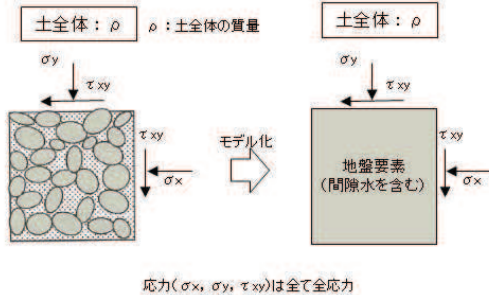 土全体：ρ
ρ：土全体の質量
土全体：ρ
σy
τxy
τxy
σx
モデル化
σy
τxy
τxy
σx
地盤要素
(間隙水を含む)
応力(σx, σy, τxy)は全て全応力